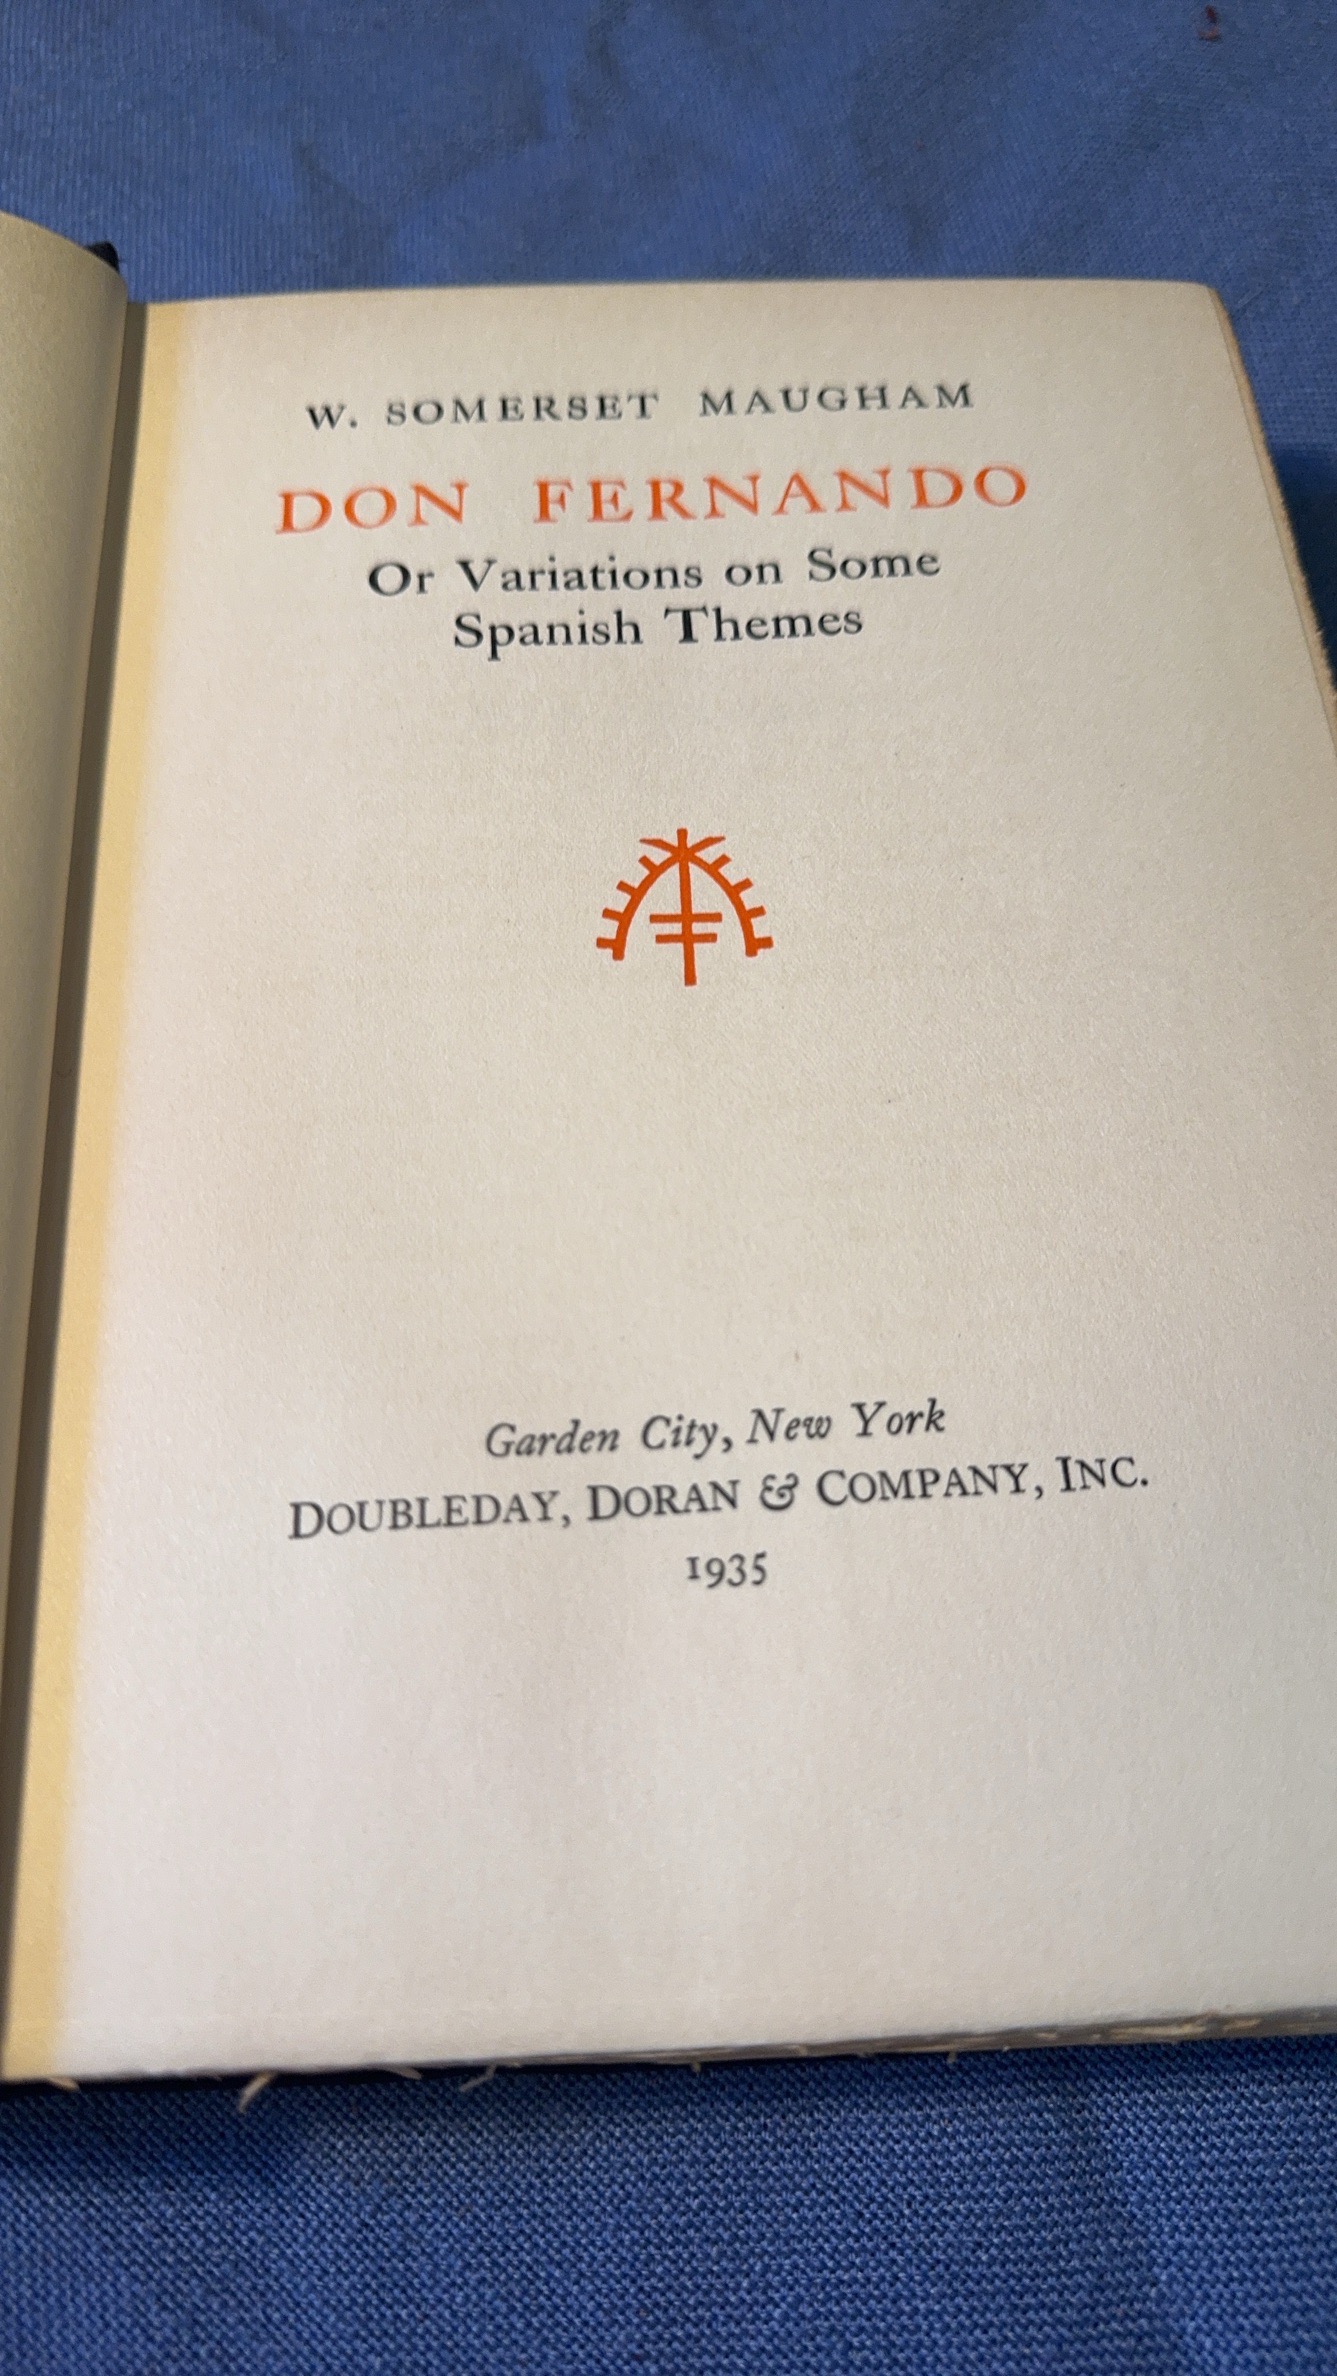 W. SOMERSET MAUGHAM
DON FERNANDO
Or Variations on Some
Spanish Themes
Garden City, New York
DOUBLEDAY, DORAN & COMPANY, INC.
1935